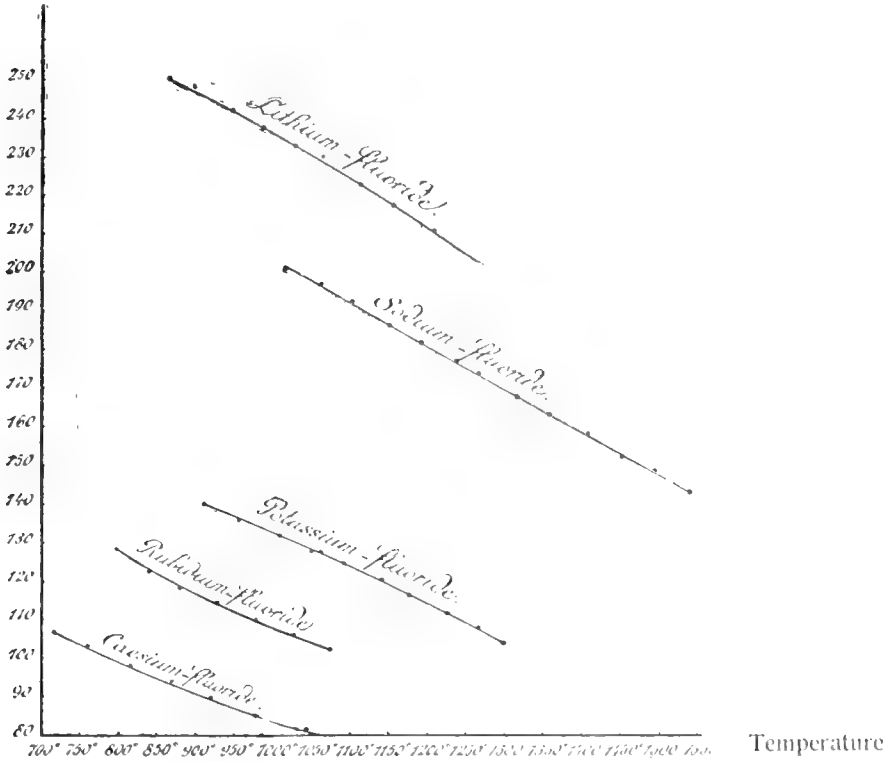 250
240
230
220
210
200
190
180
170
160
150
140
130
120
110
100
90
80
Lithium-fluoride.
Sodium-fluoride.
Potassium-fluoride.
Rubidium-fluoride
Caesium-fluoride.
700° 750° 800° 850° 900° 950° 1000° 1050° 1100° 1150° 1200° 1250° 1300° 1350°
Temperature